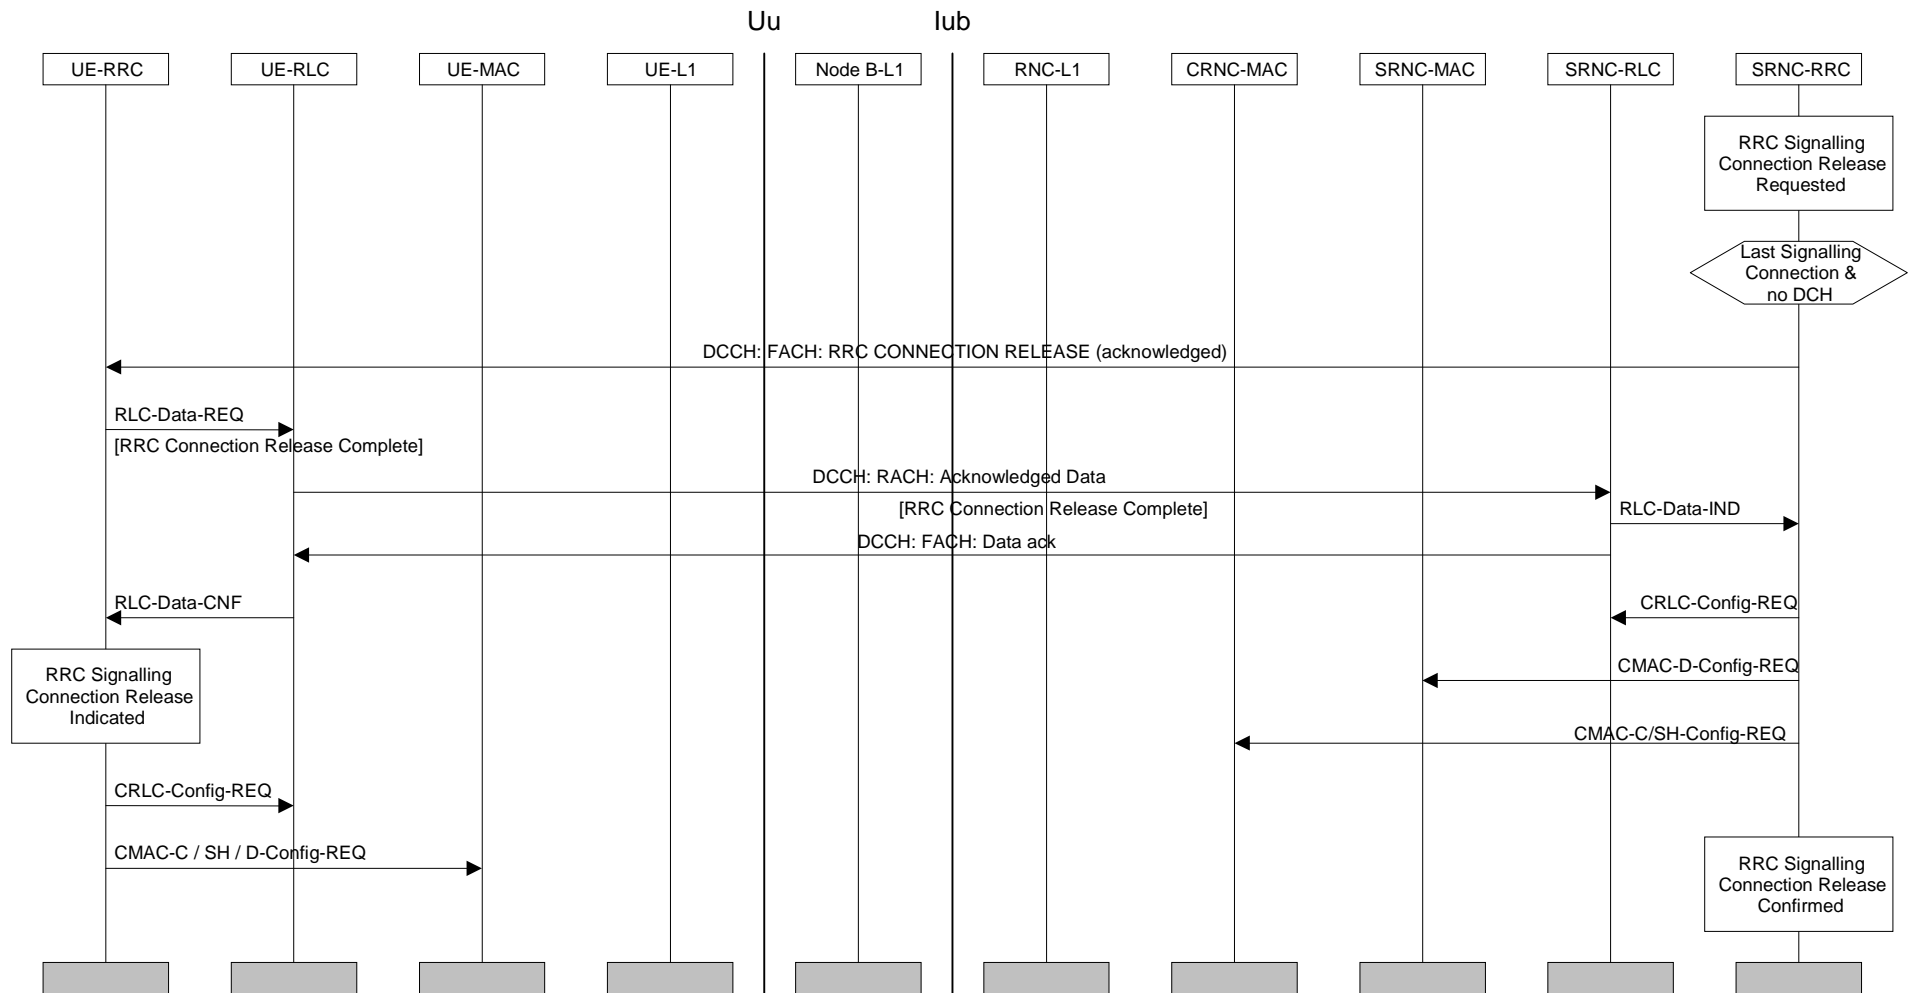 Uu
Iub
UE-RRC
UE-RLC
UE-MAC
UE-L1
Node B-L1
RNC-L1
CRNC-MAC
SRNC-MAC
SRNC-RLC
SRNC-RRC
RRC Signalling
Connection Release
Requested
Last Signalling
Connection &
no DCH
DCCH: FACH: RRC CONNECTION RELEASE (acknowledged)
RLC-Data-REQ
[RRC Connection Release Complete]
DCCH: RACH: Acknowledged Data
[RRC Connection Release Complete]
RLC-Data-IND
DCCH: FACH: Data ack
RLC-Data-CNF
CRLC-Config-REQ
RRC Signalling
Connection Release
Indicated
CMAC-D-Config-REQ
CMAC-C/SH-Config-REQ
CRLC-Config-REQ
CMAC-C / SH / D-Config-REQ
RRC Signalling
Connection Release
Confirmed